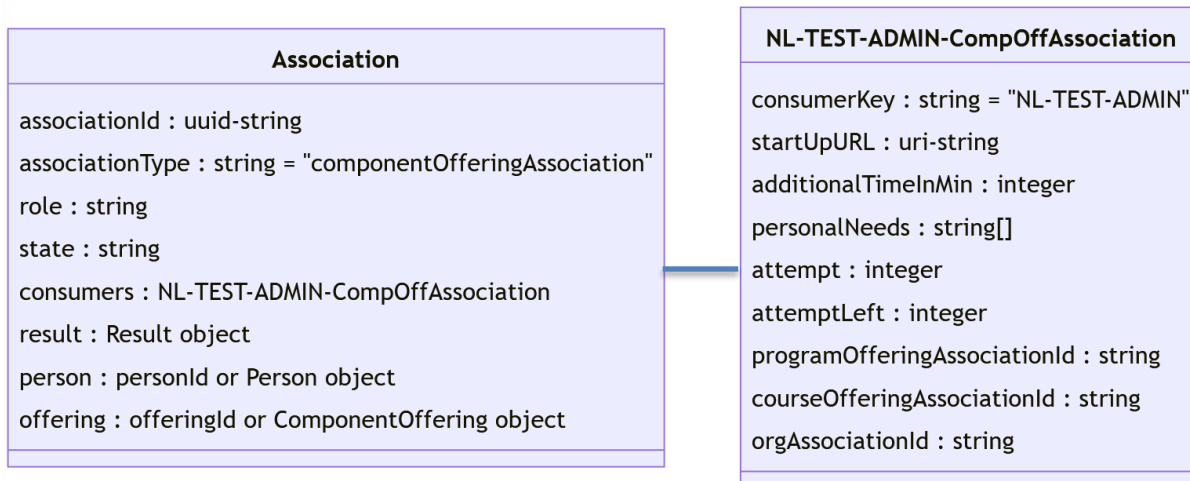 Association
associationId : uuid-string
associationType : string = "componentOfferingAssociation"
role : string
state : string
consumers : NL-TEST-ADMIN-CompOffAssociation
result : Result object
person : personId or Person object
offering : offeringId or ComponentOffering object
NL-TEST-ADMIN-CompOffAssociation
consumerKey : string = "NL-TEST-ADMIN"
startUpURL : uri-string
additionalTimeInMin : integer
personalNeeds : string[]
attempt : integer
attemptLeft : integer
programOfferingAssociationId : string
courseOfferingAssociationId : string
orgAssociationId : string